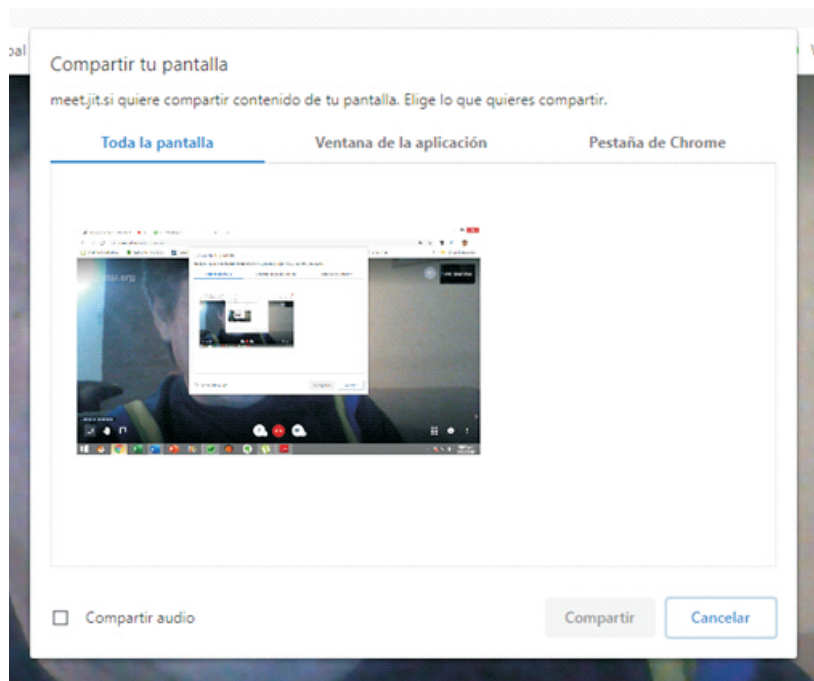 Compartir tu pantalla
meet.jit.si quiere compartir contenido de tu pantalla. Elige lo que quieres compartir.
Toda la pantalla Ventana de la aplicación Pestaña de Chrome
Compartir audio Compartir Cancelar